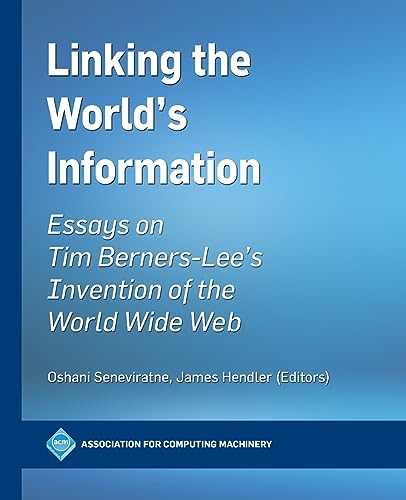 Linking the
World's
Information
Essays on
Tim Berners-Lee's
Invention of the
World Wide Web
Oshani Seneviratne, James Hendler (Editors)
acm
ASSOCIATION FOR COMPUTING MACHINERY